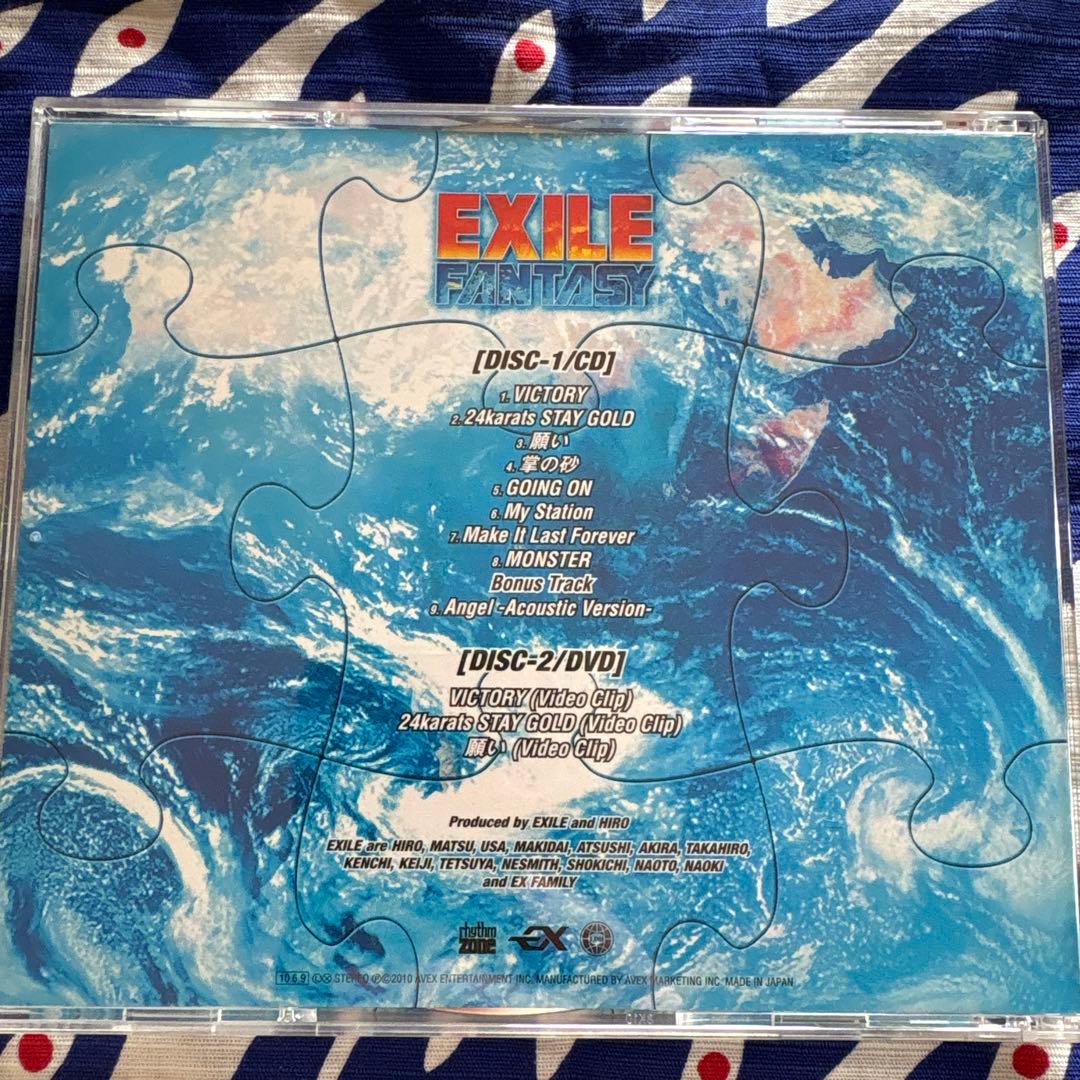 EXILE
FANTASY
[DISC-1/CD]
1. VICTORY
2. 24karats STAY GOLD
3. 願い
4. 掌の砂
5. GOING ON
6. My Station
7. Make It Last Forever
8. MONSTER
Bonus Track
9. Angel -Acoustic Version-
[DISC-2/DVD]
VICTORY (Video Clip)
24karats STAY GOLD (Video Clip)
願い (Video Clip)
Produced by EXILE and HIRO
EXILE are HIRO, MATSU, USA, MAKIDAI, ATSUSHI, AKIRA, TAKAHIRO,
KENCHI, KEIJI, TETSUYA, NESMITH, SHOKICHI, NAOTO, NAOKI
and EX FAMILY
rhythm
zone
EX
10.6.9 STEREO ℗©2010 AVEX ENTERTAINMENT INC. MANUFACTURED BY AVEX MARKETING INC. MADE IN JAPAN